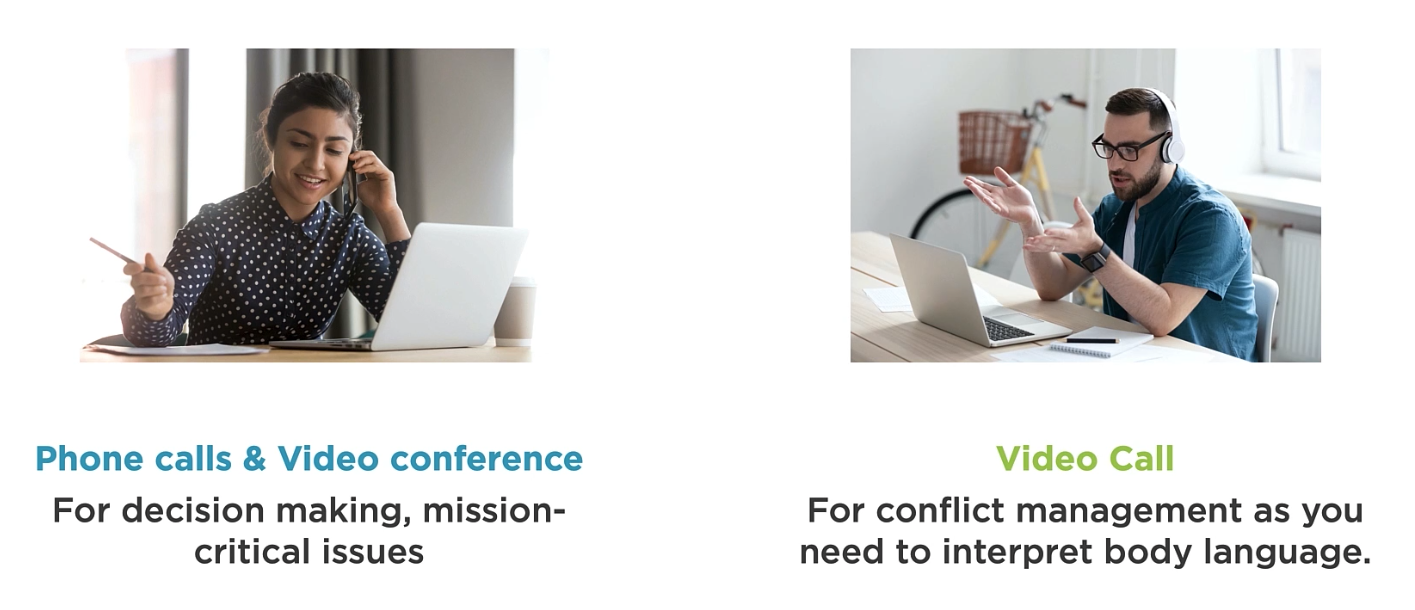 Phone calls & Video conference
For decision making, mission-
critical issues
Video Call
For conflict management as you
need to interpret body language.